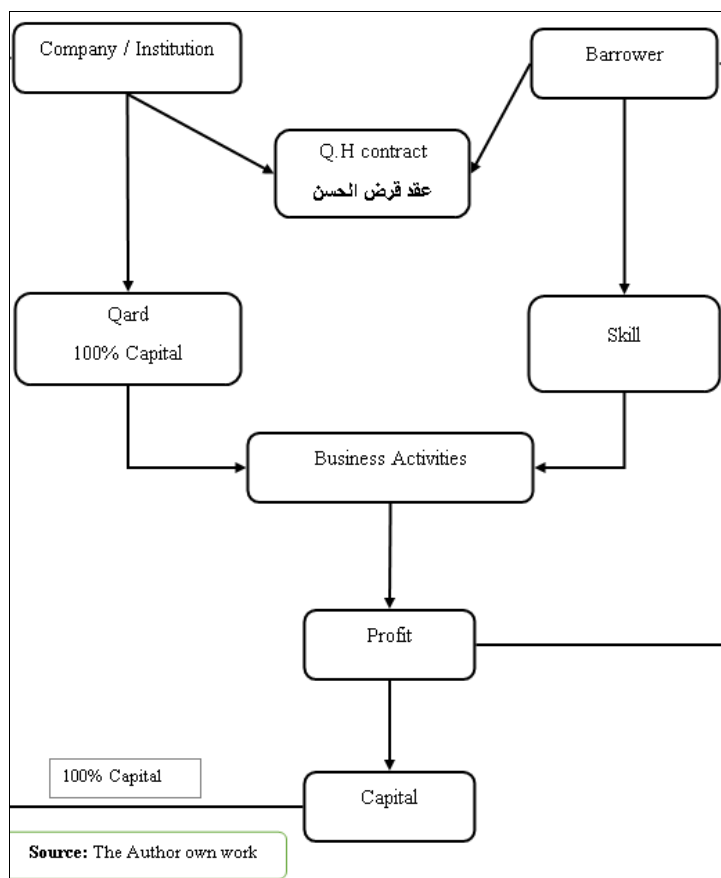 Company / Institution
Barrower
Q.H contract
عقد قرض الحسن
Qard
100% Capital
Skill
Business Activities
Profit
100% Capital
Capital
Source: The Author own work